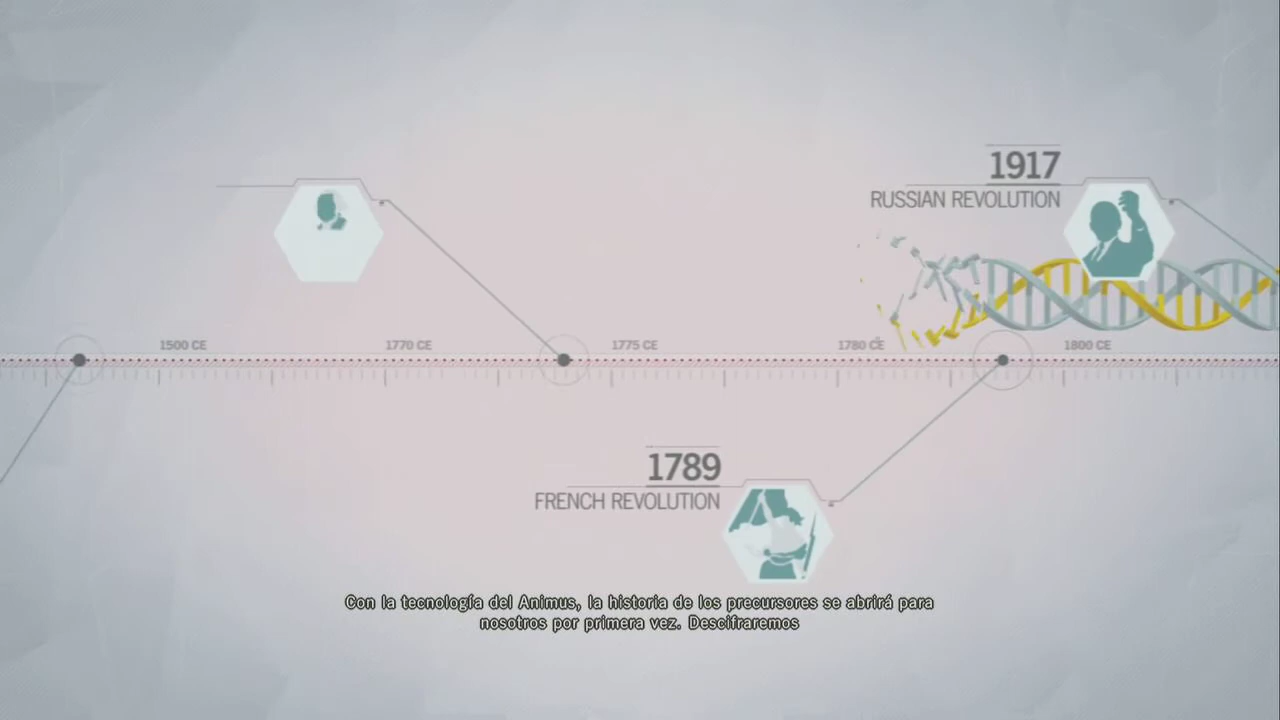 1917
RUSSIAN REVOLUTION
1500 CE
1770 CE
1775 CE
1780 CE
1800 CE
1789
FRENCH REVOLUTION
Con la tecnología del Animus, la historia de los precursores se abrirá para
nosotros por primera vez. Descifraremos